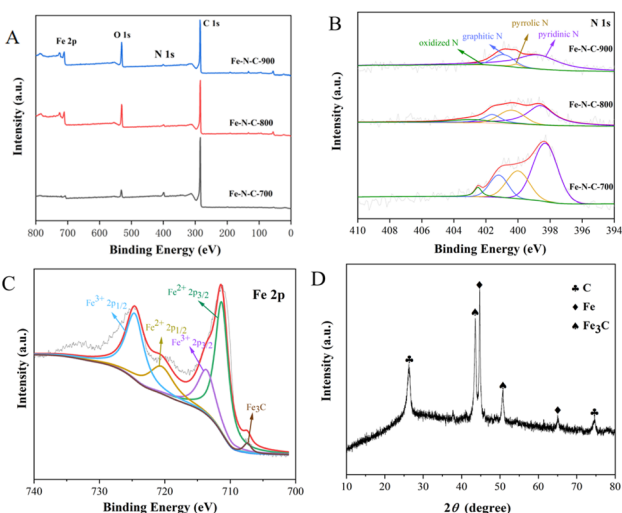 A
Fe 2p
O 1s
N 1s
C 1s
Fe-N-C-900
Fe-N-C-800
Fe-N-C-700
Intensity (a.u.)
800 700 600 500 400 300 200 100 0
Binding Energy (eV)
B
N 1s
oxidized N
graphitic N
pyrrolic N
pyridinic N
Fe-N-C-900
Fe-N-C-800
Fe-N-C-700
Intensity (a.u.)
410 408 406 404 402 400 398 396 394
Binding Energy (eV)
C
Fe 2p
Fe3+ 2p1/2
Fe2+ 2p1/2
Fe2+ 2p3/2
Fe3+ 2p3/2
Fe3C
Intensity (a.u.)
740 730 720 710 700
Binding Energy (eV)
D
♣ C
♦ Fe
♠ Fe3C
Intensity (a.u.)
10 20 30 40 50 60 70 80
2θ (degree)